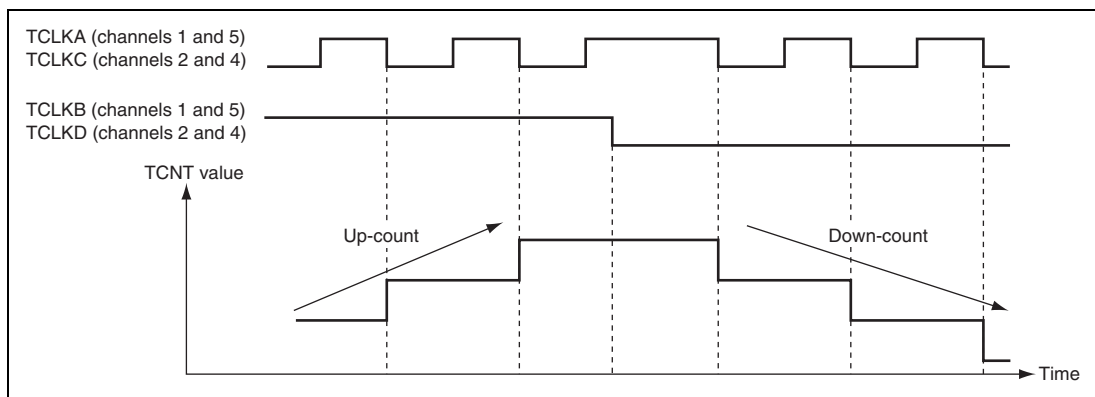 TCLKA (channels 1 and 5)
TCLKC (channels 2 and 4)
TCLKB (channels 1 and 5)
TCLKD (channels 2 and 4)
TCNT value
Up-count
Down-count
Time